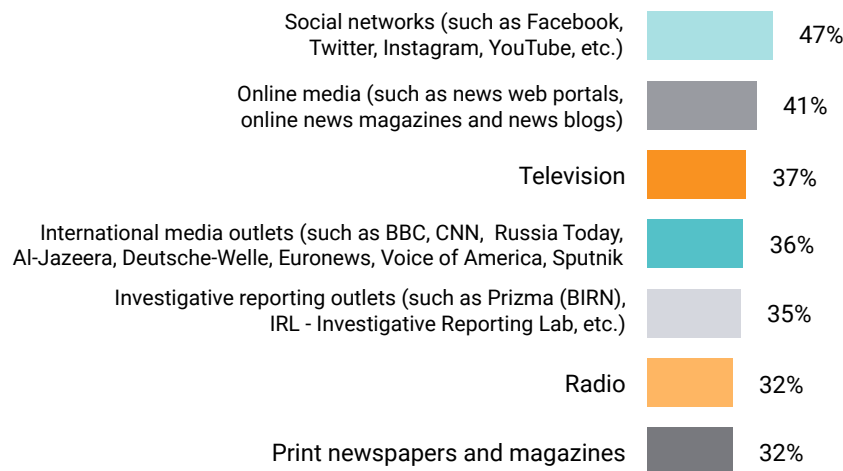 Social networks (such as Facebook,
Twitter, Instagram, YouTube, etc.)
47%
Online media (such as news web portals,
online news magazines and news blogs)
41%
Television
37%
International media outlets (such as BBC, CNN, Russia Today,
Al-Jazeera, Deutsche-Welle, Euronews, Voice of America, Sputnik
36%
Investigative reporting outlets (such as Prizma (BIRN),
IRL - Investigative Reporting Lab, etc.)
35%
Radio
32%
Print newspapers and magazines
32%